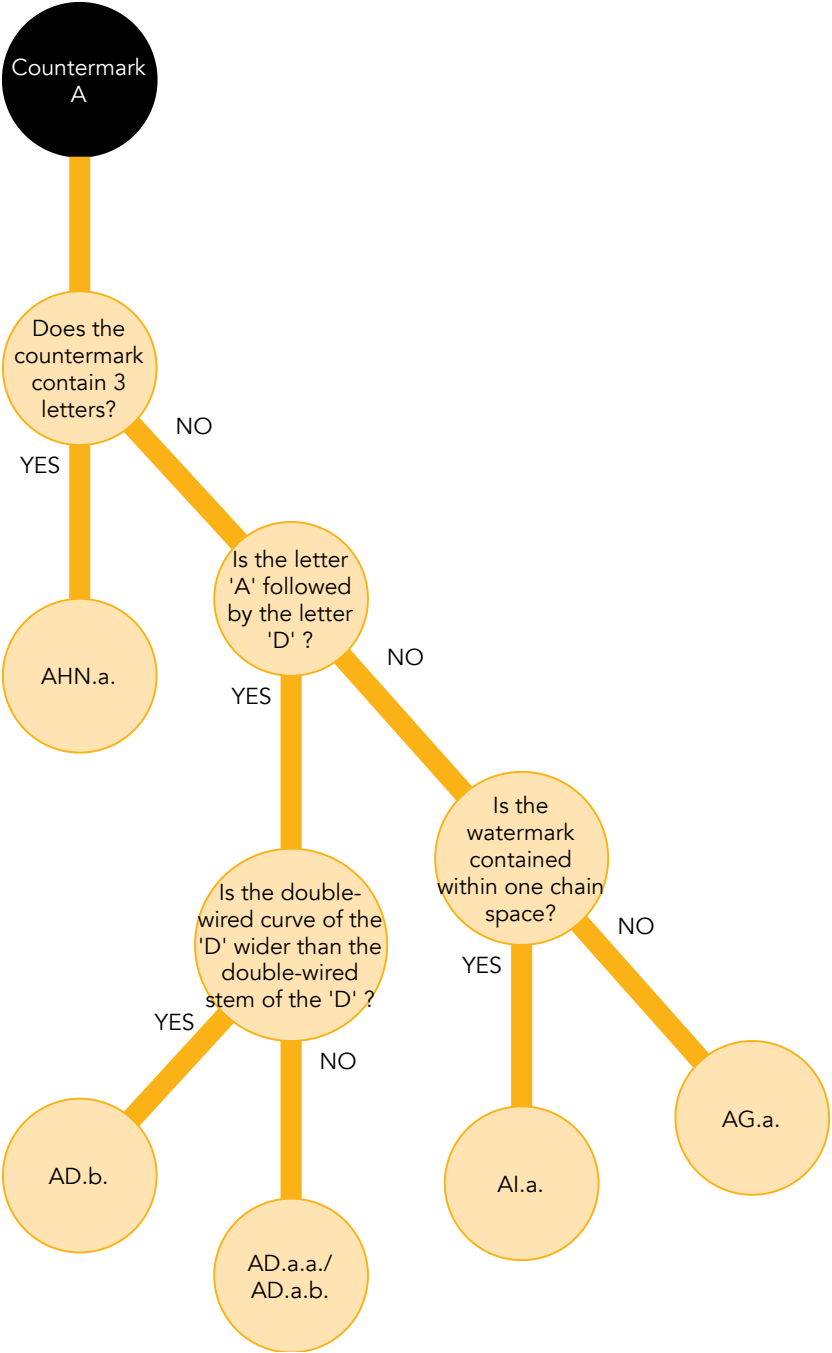 Countermark
A
Does the
countermark
contain 3
letters?
NO
YES
Is the letter
'A' followed
by the letter
'D' ?
AHN.a.
NO
YES
Is the
watermark
contained
within one chain
space?
Is the double-
wired curve of the
'D' wider than the
double-wired
stem of the 'D' ?
NO
YES
YES
NO
AD.b.
AG.a.
AI.a.
AD.a.a./
AD.a.b.